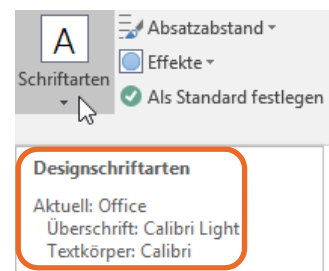 A
Absatzabstand
Effekte
Schriftarten
Als Standard festlegen
Designschriftarten
Aktuell: Office
Überschrift: Calibri Light
Textkörper: Calibri